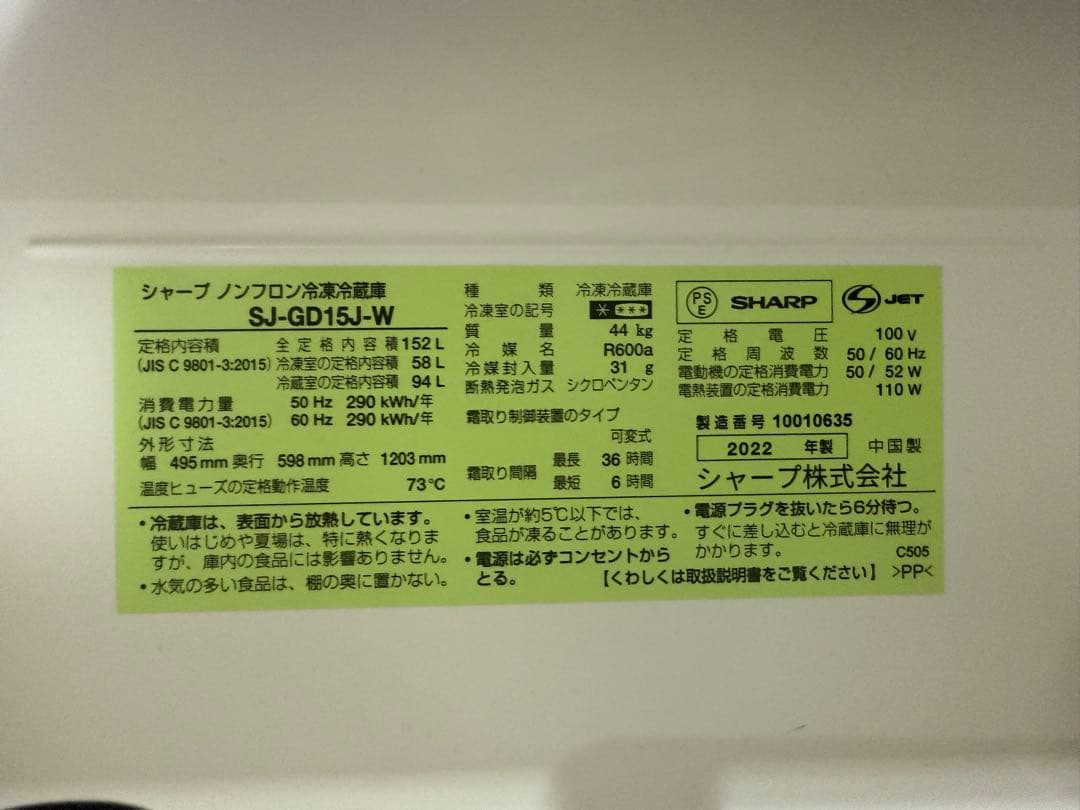 シャープ ノンフロン冷凍冷蔵庫
SJ-GD15J-W
定格内容積 全定格内容積 152 L
(JIS C 9801-3:2015) 冷凍室の定格内容積 58 L
冷蔵室の定格内容積 94 L
消費電力量 50 Hz 290 kWh/年
(JIS C 9801-3:2015) 60 Hz 290 kWh/年
外形寸法
幅 495 mm 奥行 598 mm 高さ 1203 mm
温度ヒューズの定格動作温度 73℃
種類 冷凍冷蔵庫
冷凍室の記号 * ***
質量 44 kg
冷媒名 R600a
冷媒封入量 31 g
断熱発泡ガス シクロペンタン
霜取り制御装置のタイプ
可変式
霜取り間隔 最長 36 時間
最短 6 時間
PSE SHARP S JET
定格電圧 100 V
定格周波数 50 / 60 Hz
電動機の定格消費電力 50 / 52 W
電熱装置の定格消費電力 110 W
製造番号 10010635
2022 年製 中国製
シャープ株式会社
・冷蔵庫は、表面から放熱しています。
使いはじめや夏場は、特に熱くなりま
すが、庫内の食品には影響ありません。
・水気の多い食品は、棚の奥に置かない。
・室温が約5℃以下では、
食品が凍ることがあります。
・電源は必ずコンセントから
とる。
・電源プラグを抜いたら6分待つ。
すぐに差し込むと冷蔵庫に無理が
かかります。 C505
【くわしくは取扱説明書をご覧ください】 >PP<